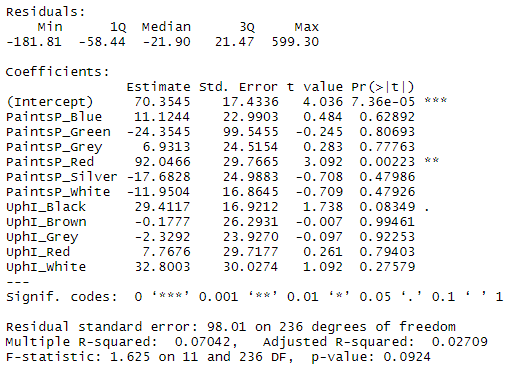 Residuals:
    Min      1Q  Median      3Q     Max
-181.81  -58.44  -21.90   21.47  599.30

Coefficients:
               Estimate Std. Error t value Pr(>|t|)
(Intercept)     70.3545    17.4336   4.036 7.36e-05 ***
PaintsP_Blue    11.1244    22.9903   0.484  0.62892
PaintsP_Green  -24.3545    99.5455  -0.245  0.80693
PaintsP_Grey     6.9313    24.5154   0.283  0.77763
PaintsP_Red     92.0466    29.7665   3.092  0.00223 **
PaintsP_Silver -17.6828    24.9883  -0.708  0.47986
PaintsP_White  -11.9504    16.8645  -0.709  0.47926
UphI_Black      29.4117    16.9212   1.738  0.08349 .
UphI_Brown      -0.1777    26.2931  -0.007  0.99461
UphI_Grey       -2.3292    23.9270  -0.097  0.92253
UphI_Red         7.7676    29.7177   0.261  0.79403
UphI_White      32.8003    30.0274   1.092  0.27579
---
Signif. codes:  0 ‘***’ 0.001 ‘**’ 0.01 ‘*’ 0.05 ‘.’ 0.1 ‘ ’ 1

Residual standard error: 98.01 on 236 degrees of freedom
Multiple R-squared:  0.07042,   Adjusted R-squared:  0.02709
F-statistic: 1.625 on 11 and 236 DF,  p-value: 0.0924